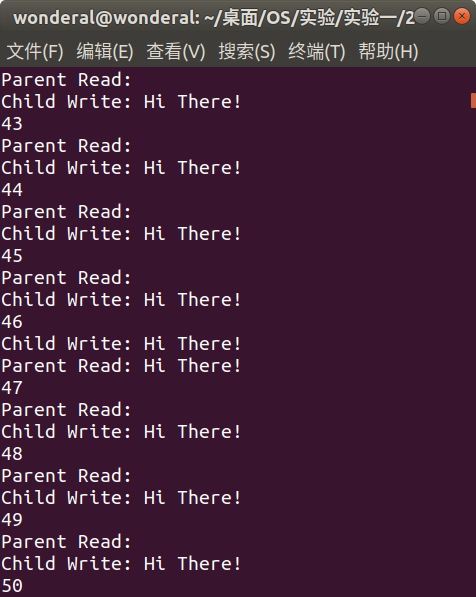 wonderal@wonderal: ~/桌面/OS/实验/实验一/2
文件(F) 编辑(E) 查看(V) 搜索(S) 终端(T) 帮助(H)
Parent Read:
Child Write: Hi There!
43
Parent Read:
Child Write: Hi There!
44
Parent Read:
Child Write: Hi There!
45
Parent Read:
Child Write: Hi There!
46
Child Write: Hi There!
Parent Read: Hi There!
47
Parent Read:
Child Write: Hi There!
48
Parent Read:
Child Write: Hi There!
49
Parent Read:
Child Write: Hi There!
50